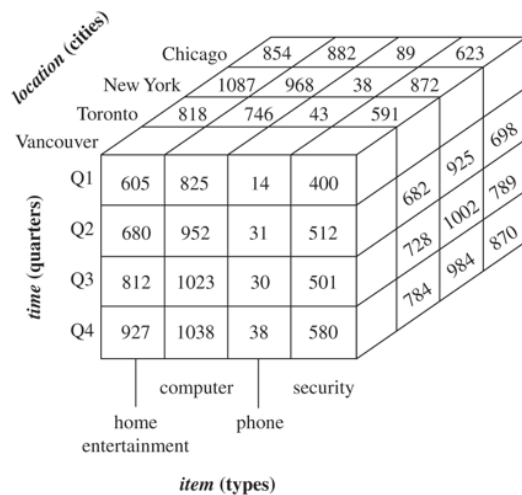 location (cities)
Chicago 854 882 89 623
New York 1087 968 38 872
Toronto 818 746 43 591
Vancouver
time (quarters)
Q1 605 825 14 400 682 925 698
Q2 680 952 31 512 728 1002 789
Q3 812 1023 30 501 784 984 870
Q4 927 1038 38 580
computer security
home phone
entertainment
item (types)